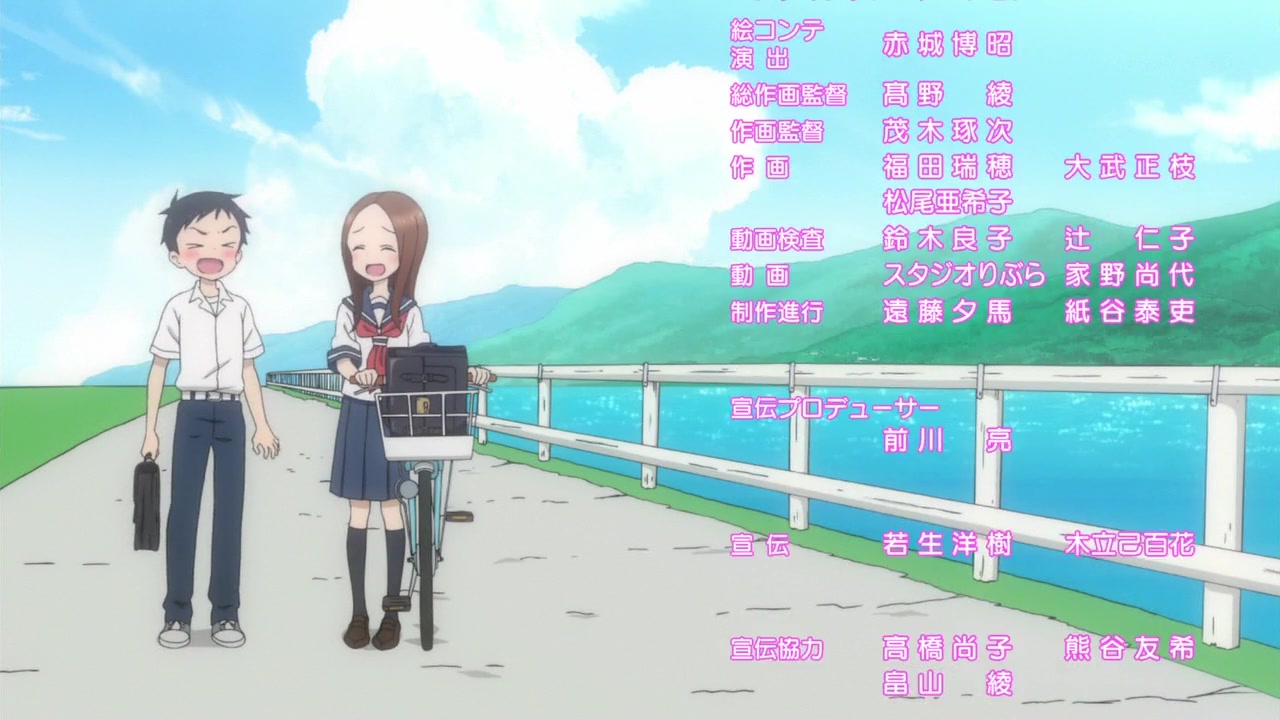 絵コンテ
演出 赤城博昭
総作画監督 髙野 綾
作画監督 茂木琢次
作画 福田瑞穂 大武正枝
松尾亜希子
動画検査 鈴木良子 辻 仁子
動画 スタジオりぶら 家野尚代
制作進行 遠藤夕馬 紙谷泰吏
宣伝プロデューサー
前川 亮
宣伝 若生洋樹 木立己百花
宣伝協力 高橋尚子 熊谷友希
畠山 綾